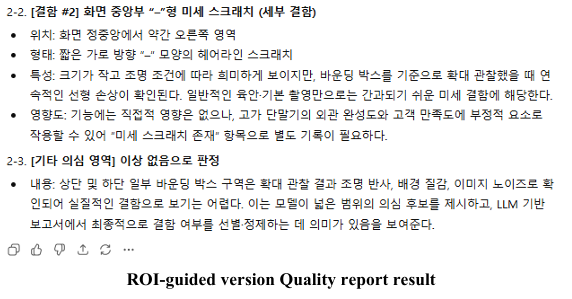 2-2. [결함 #2] 화면 중앙부 “–”형 미세 스크래치 (세부 결함)
• 위치: 화면 정중앙에서 약간 오른쪽 영역
• 형태: 짧은 가로 방향 “–” 모양의 헤어라인 스크래치
• 특성: 크기가 작고 조명 조건에 따라 희미하게 보이지만, 바운딩 박스를 기준으로 확대 관찰했을 때 연
속적인 선형 손상이 확인된다. 일반적인 육안·기본 촬영만으로는 간과되기 쉬운 미세 결함에 해당한다.
• 영향도: 기능에는 직접적 영향은 없으나, 고가 단말기의 외관 완성도와 고객 만족도에 부정적 요소로
작용할 수 있어 “미세 스크래치 존재” 항목으로 별도 기록이 필요하다.
2-3. [기타 의심 영역] 이상 없음으로 판정
• 내용: 상단 및 하단 일부 바운딩 박스 구역은 확대 관찰 결과 조명 반사, 배경 질감, 이미지 노이즈로 확
인되어 실질적인 결함으로 보기는 어렵다. 이는 모델이 넓은 범위의 의심 후보를 제시하고, LLM 기반
보고서에서 최종적으로 결함 여부를 선별·정제하는 데 의미가 있음을 보여준다.
ROI-guided version Quality report result